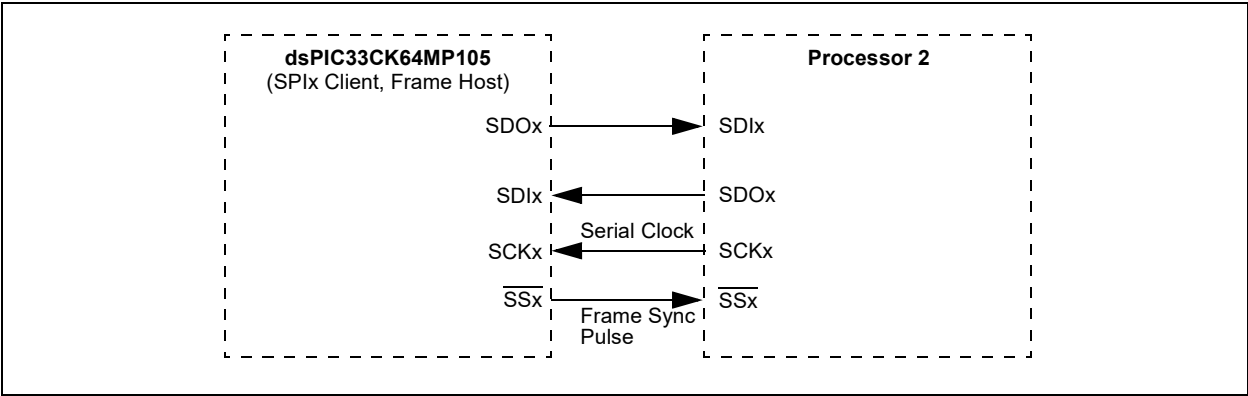 dsPIC33CK64MP105
(SPIx Client, Frame Host)
Processor 2
SDOx
SDIx
SDIx
SDOx
Serial Clock
SCKx
SCKx
SSx
SSx
Frame Sync
Pulse